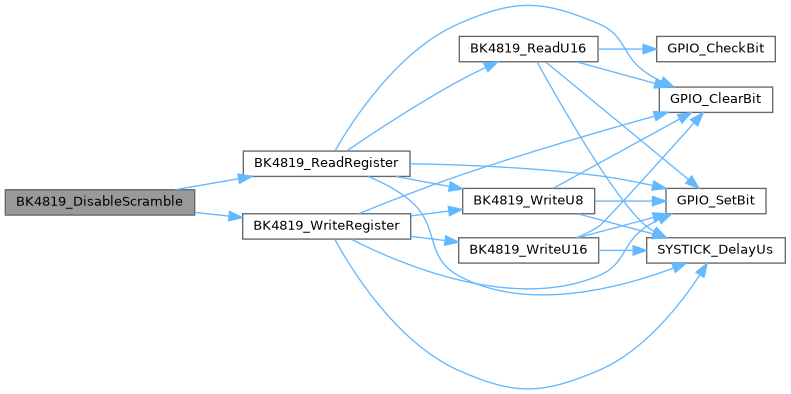 BK4819_DisableScramble
BK4819_ReadRegister
BK4819_WriteRegister
BK4819_ReadU16
BK4819_WriteU8
BK4819_WriteU16
GPIO_CheckBit
GPIO_ClearBit
GPIO_SetBit
SYSTICK_DelayUs